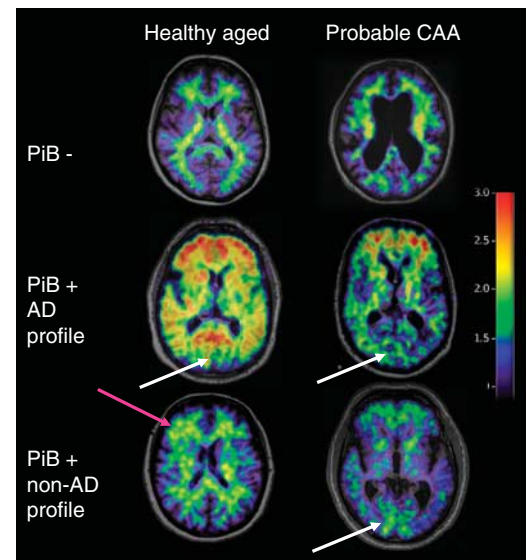 Healthy aged
Probable CAA
PiB -
3.0
2.5
PiB +
AD
profile
2.0
1.5
1
PiB +
non-AD
profile